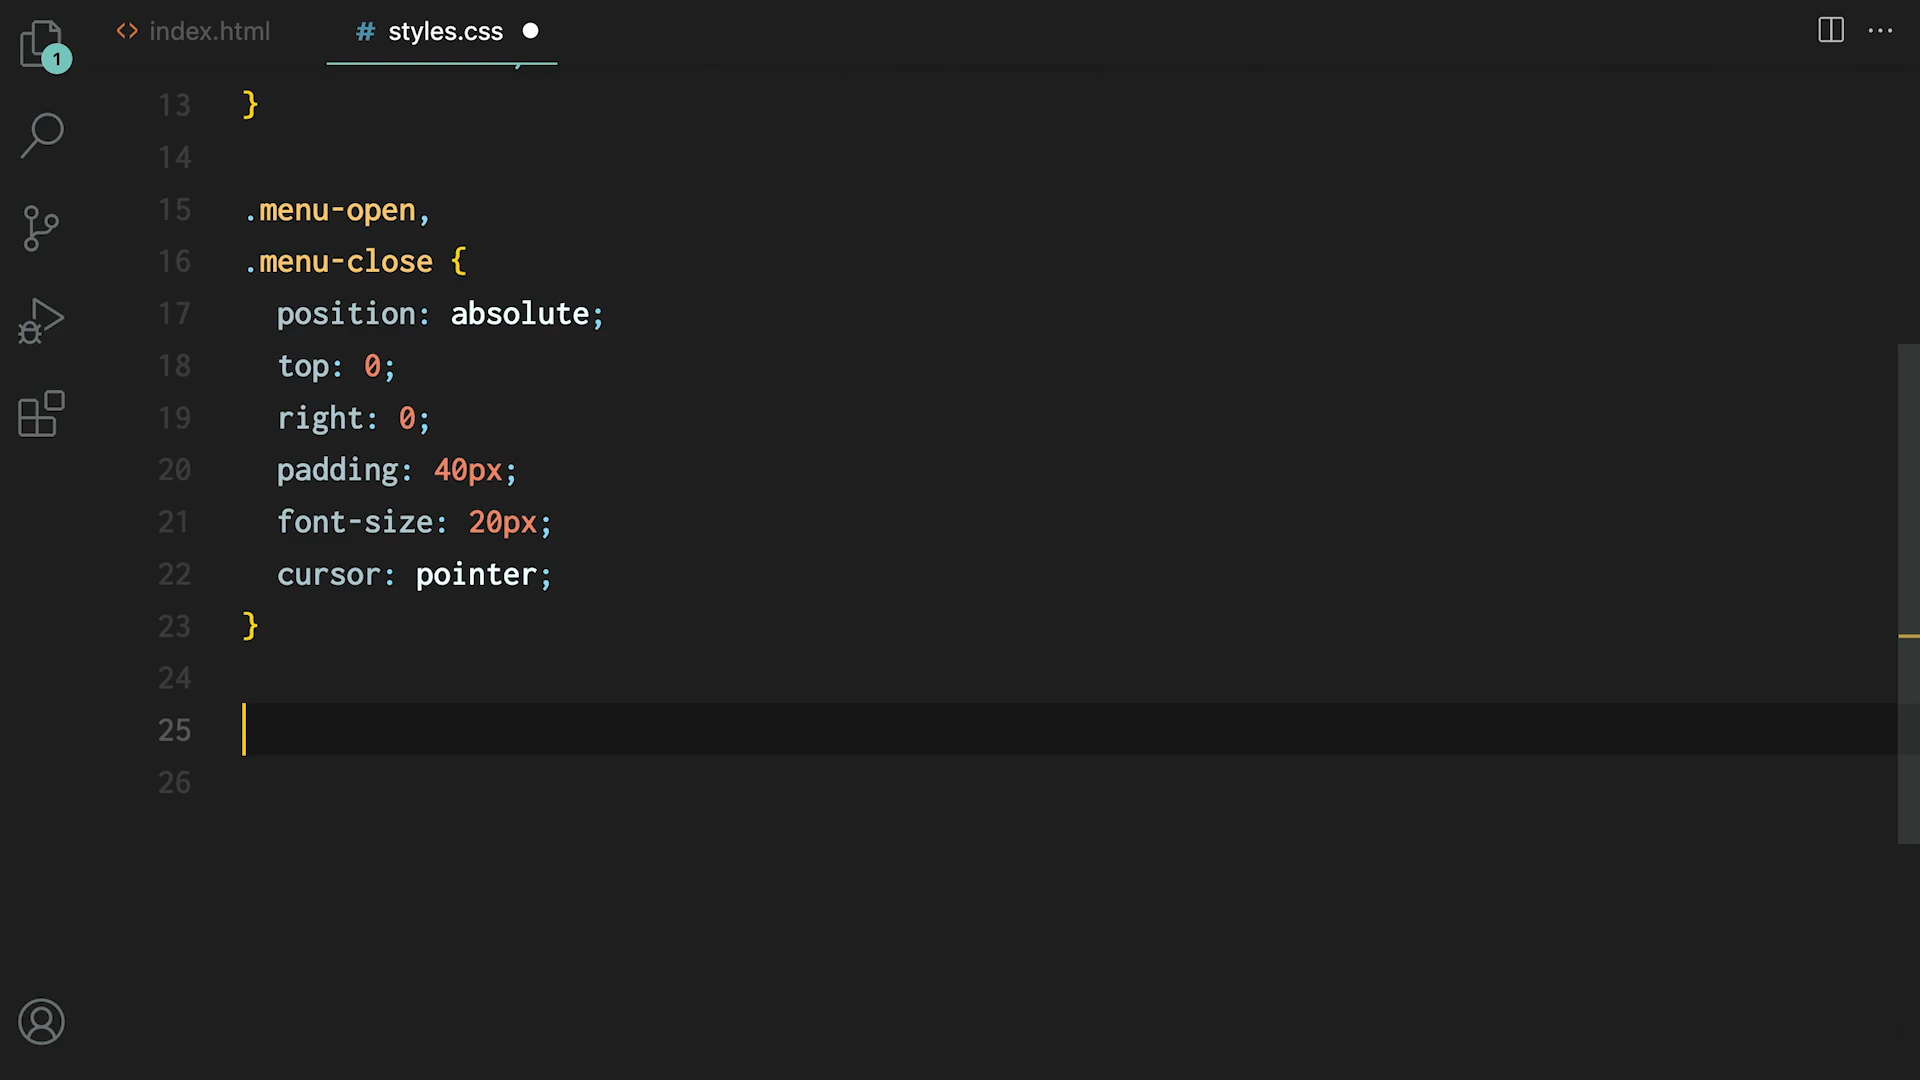 index.html
# styles.css
1
13 }
14
15 .menu-open,
16 .menu-close {
17 position: absolute;
18 top: 0;
19 right: 0;
20 padding: 40px;
21 font-size: 20px;
22 cursor: pointer;
23 }
24
25
26